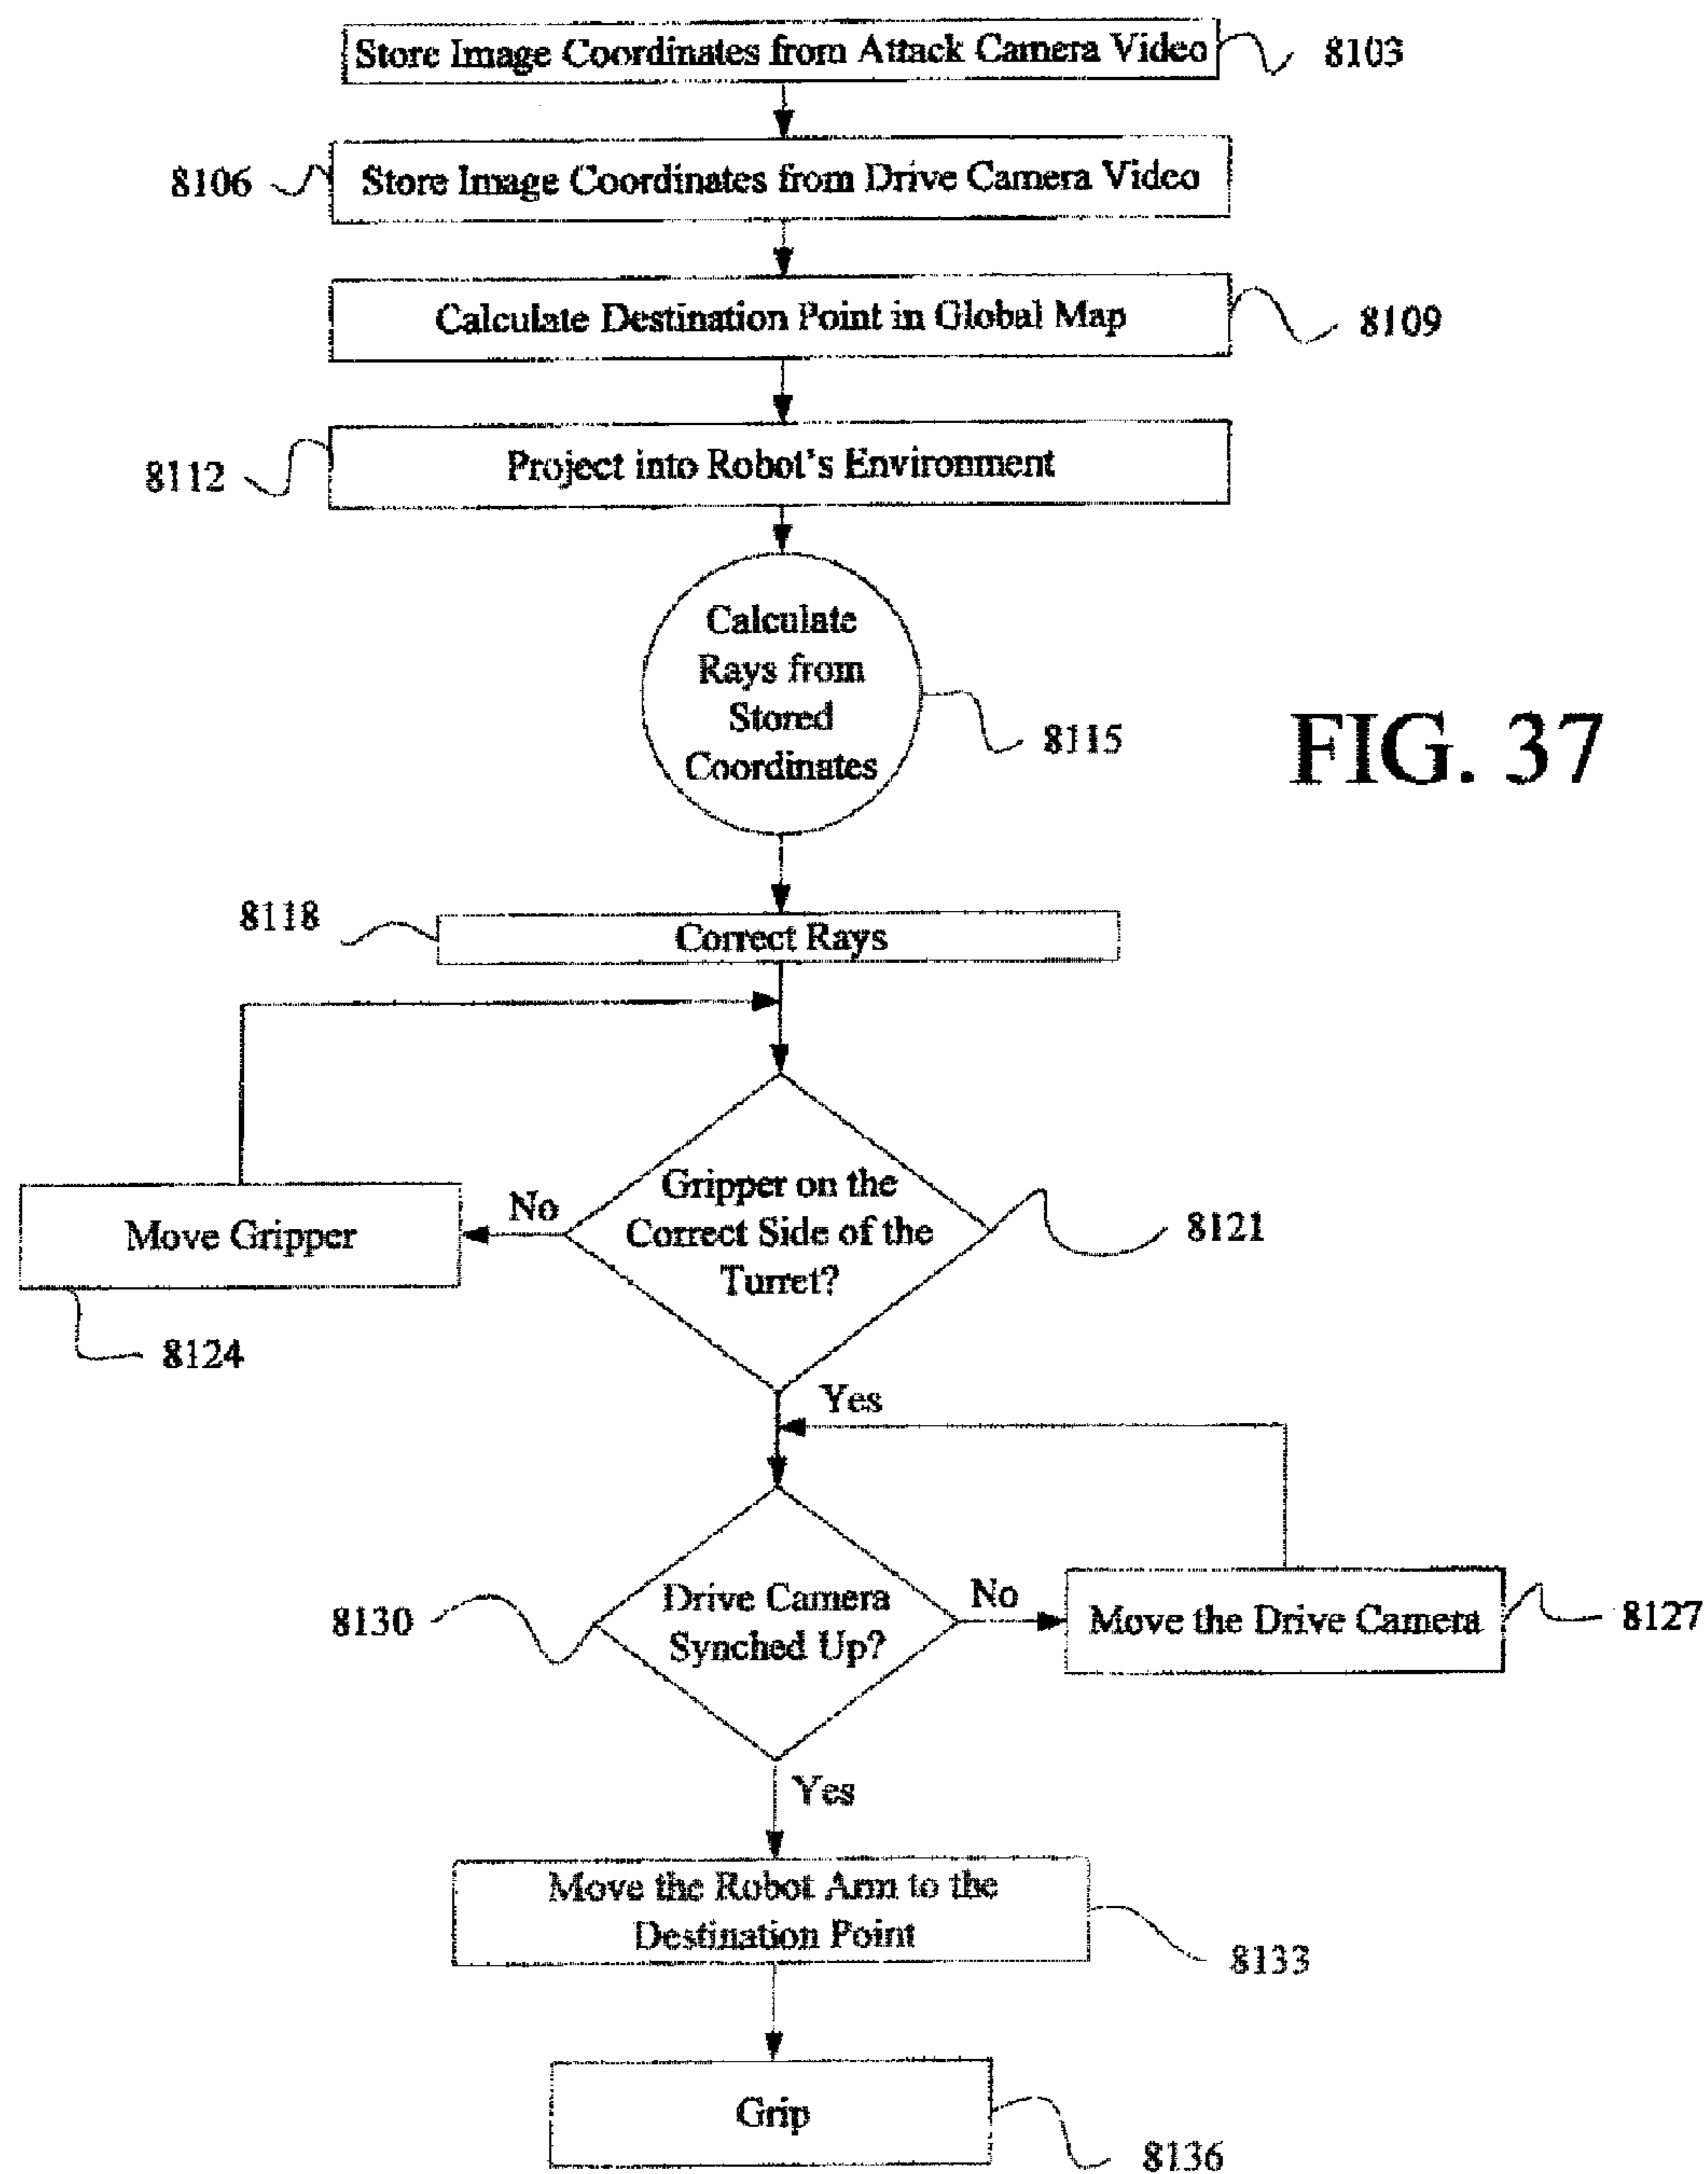 Store Image Coordinates from Attack Camera Video
8103
8106
Store Image Coordinates from Drive Camera Video
Calculate Destination Point in Global Map
8109
8112
Project into Robot's Environment
Calculate
Rays from
Stored
Coordinates
8115
FIG. 37
8118
Correct Rays
Gripper on the
Correct Side of the
Turret?
8121
No
Move Gripper
8124
Yes
Drive Camera
Synched Up?
8130
No
Move the Drive Camera
8127
Yes
Move the Robot Arm to the
Destination Point
8133
Grip
8136